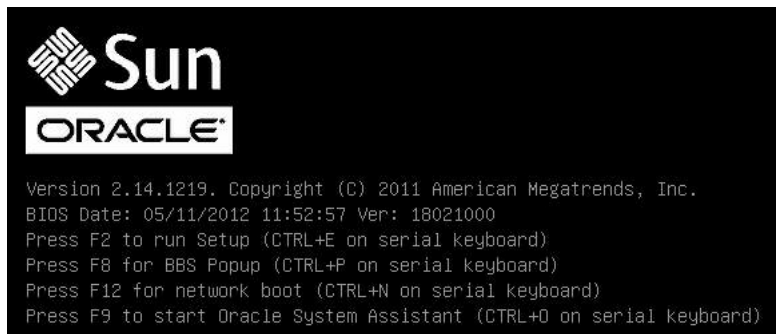 Sun
ORACLE®
Version 2.14.1219. Copyright (C) 2011 American Megatrends, Inc.
BIOS Date: 05/11/2012 11:52:57 Ver: 18021000
Press F2 to run Setup (CTRL+E on serial keyboard)
Press F8 for BBS Popup (CTRL+P on serial keyboard)
Press F12 for network boot (CTRL+N on serial keyboard)
Press F9 to start Oracle System Assistant (CTRL+O on serial keyboard)